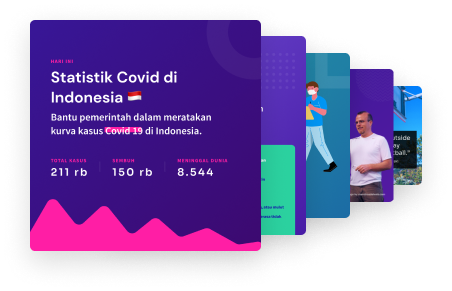 HARI INI
Statistik Covid di
Indonesia
Bantu pemerintah dalam meratakan
kurva kasus Covid 19 di Indonesia.
TOTAL KASUS
211 rb
SEMBUH
150 rb
MENINGGAL DUNIA
8.544
utside
ay
tball."